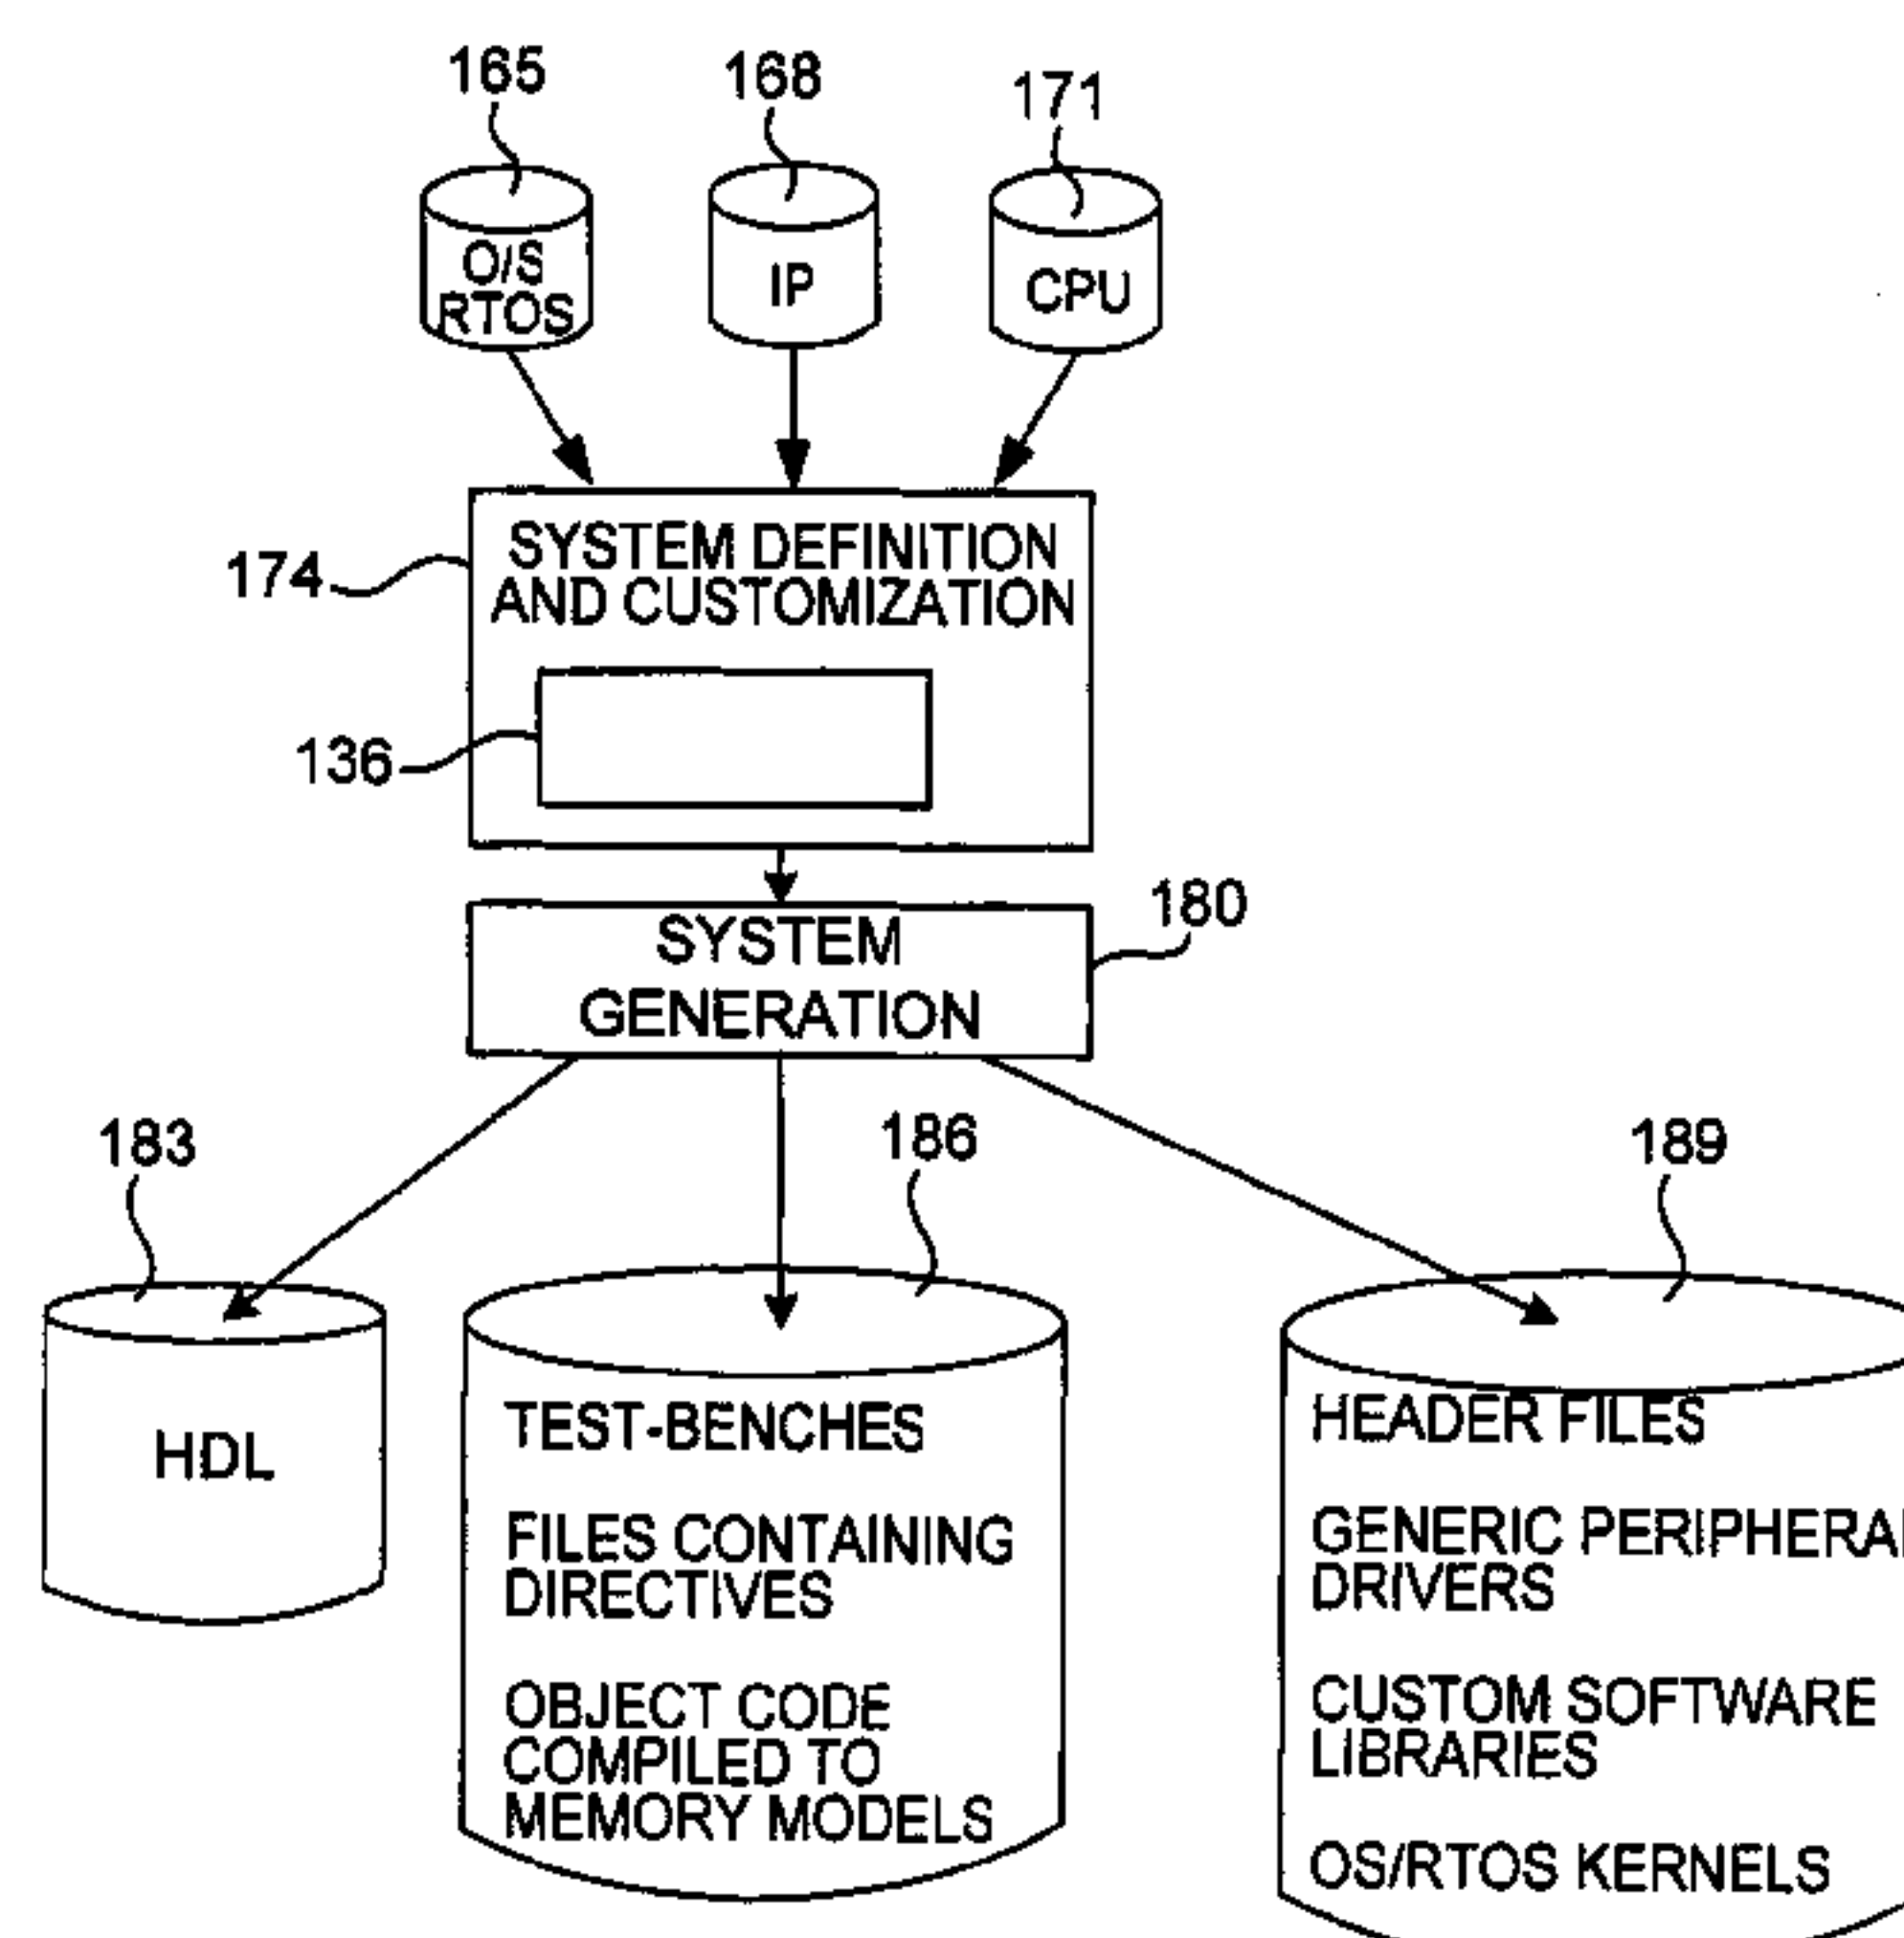 165
168
171
O/S
RTOS
IP
CPU
174
SYSTEM DEFINITION
AND CUSTOMIZATION
136
180
SYSTEM
GENERATION
183
186
189
HDL
TEST-BENCHES
FILES CONTAINING
DIRECTIVES
OBJECT CODE
COMPILED TO
MEMORY MODELS
HEADER FILES
GENERIC PERIPHERAL
DRIVERS
CUSTOM SOFTWARE
LIBRARIES
OS/RTOS KERNELS